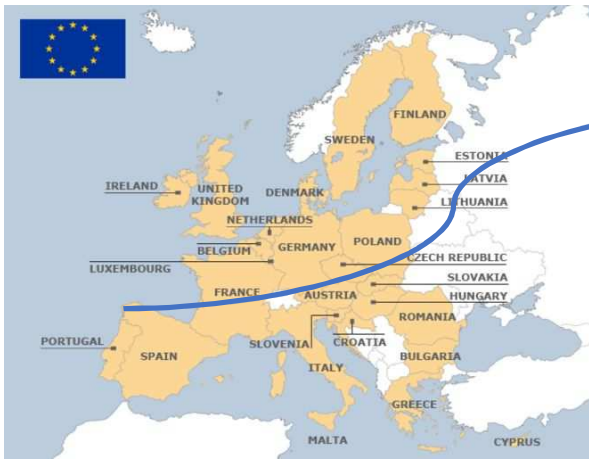 FINLAND
SWEDEN
ESTONIA
LATVIA
IRELAND
UNITED
KINGDOM
DENMARK
LITHUANIA
NETHERLANDS
BELGIUM
GERMANY
POLAND
CZECH REPUBLIC
LUXEMBOURG
SLOVAKIA
FRANCE
AUSTRIA
HUNGARY
ROMANIA
PORTUGAL
SPAIN
SLOVENIA
CROATIA
ITALY
BULGARIA
GREECE
MALTA
CYPRUS